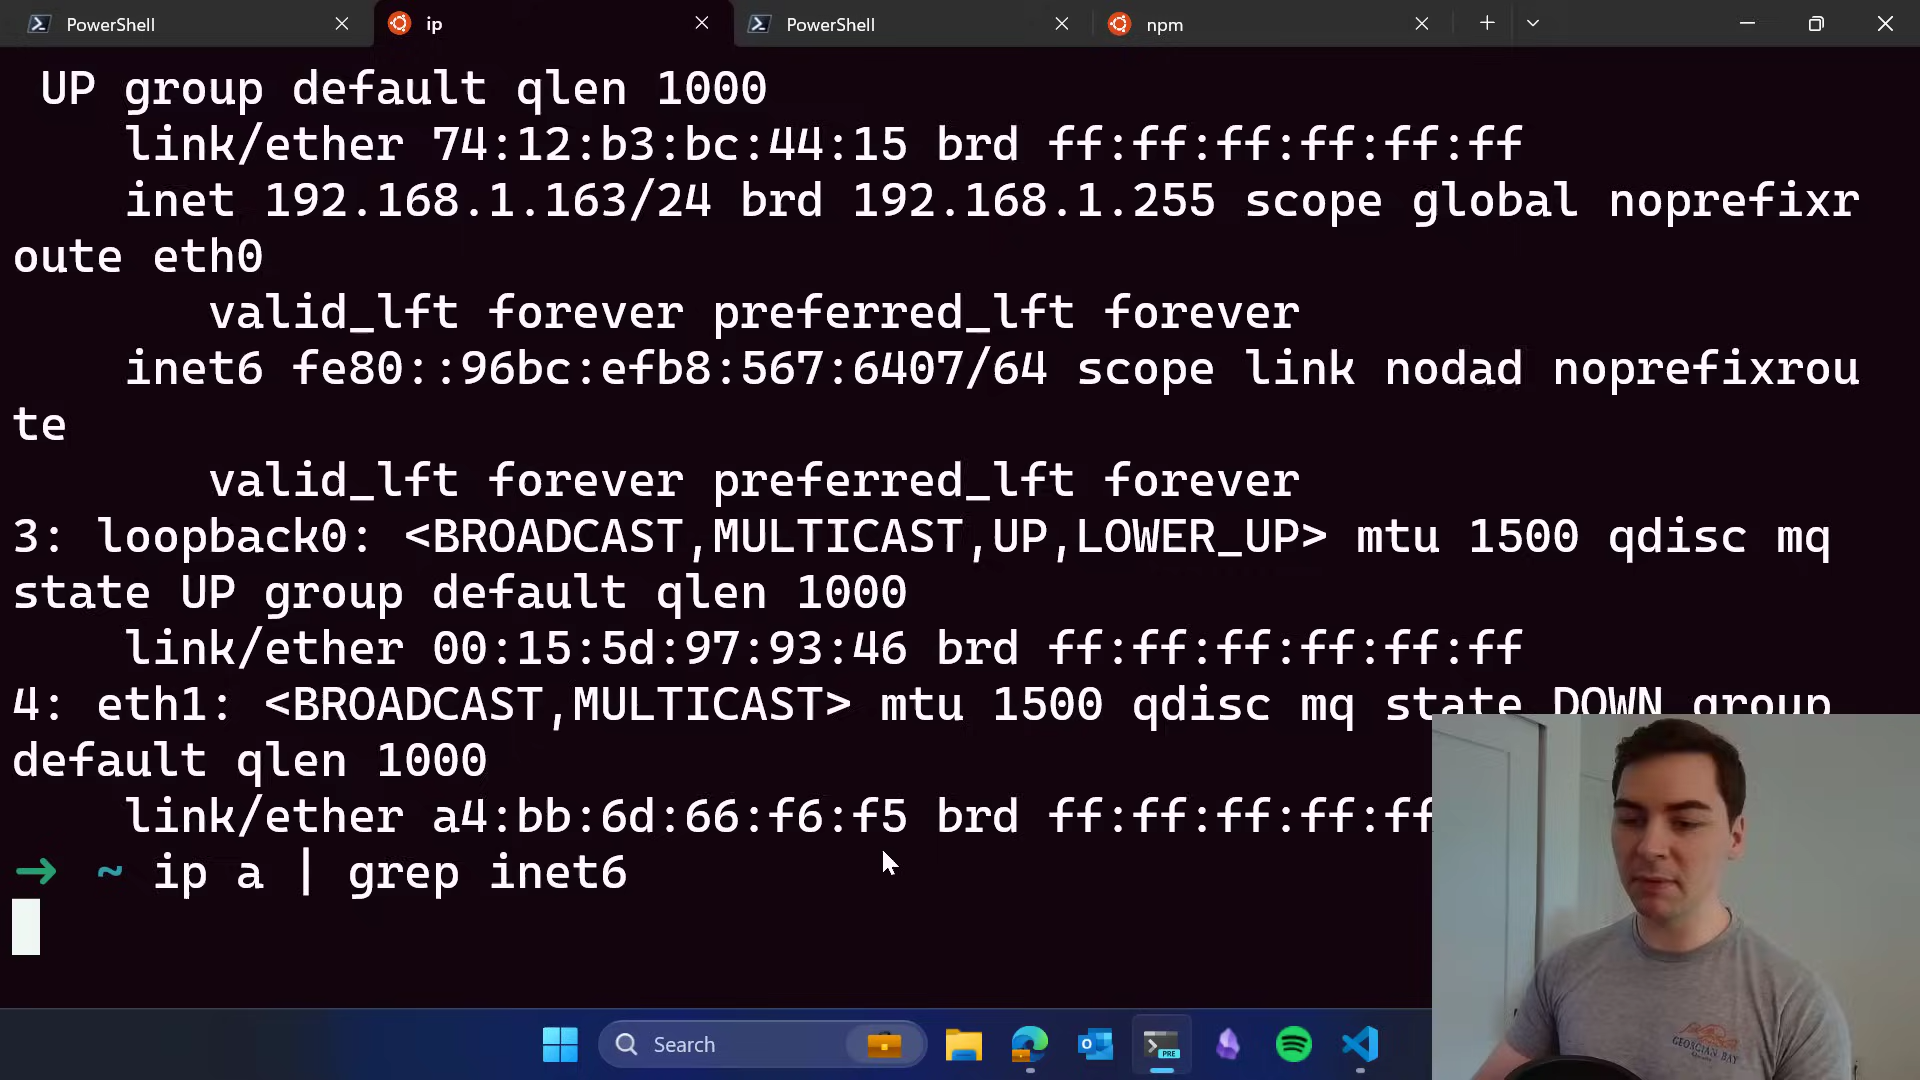 PowerShell
ip
PowerShell
npm
UP group default qlen 1000
link/ether 74:12:b3:bc:44:15 brd ff:ff:ff:ff:ff:ff
inet 192.168.1.163/24 brd 192.168.1.255 scope global noprefixr
oute eth0
valid_lft forever preferred_lft forever
inet6 fe80::96bc:efb8:567:6407/64 scope link nodad noprefixrou
te
valid_lft forever preferred_lft forever
3: loopback0: <BROADCAST,MULTICAST,UP,LOWER_UP> mtu 1500 qdisc mq
state UP group default qlen 1000
link/ether 00:15:5d:97:93:46 brd ff:ff:ff:ff:ff:ff
4: eth1: <BROADCAST,MULTICAST> mtu 1500 qdisc mq state DOWN group
default qlen 1000
link/ether a4:bb:6d:66:f6:f5 brd ff:ff:ff:ff:ff
→ ~ ip a | grep inet6
Search
PRE
GEORGIAN BAY